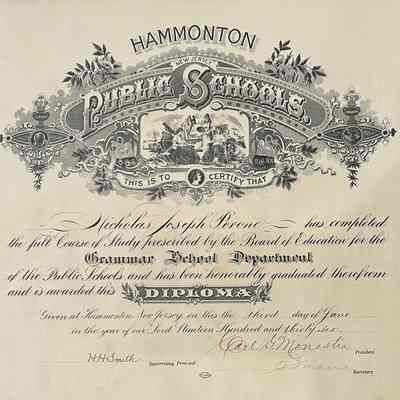 HAMMONTON
NEW JERSEY
PUBLIC SCHOOLS.
THIS IS TO CERTIFY THAT
Nicholas Joseph Perone has completed
the full Course of Study prescribed by the Board of Education for the
Grammar School Department
of the Public Schools and has been honorably graduated therefrom
and is awarded this DIPLOMA
Given at Hammonton New Jersey on this the third day of June
in the year of our Lord Nineteen Hundred and thirty six
H H Smith Supervising Principal
President
Secretary